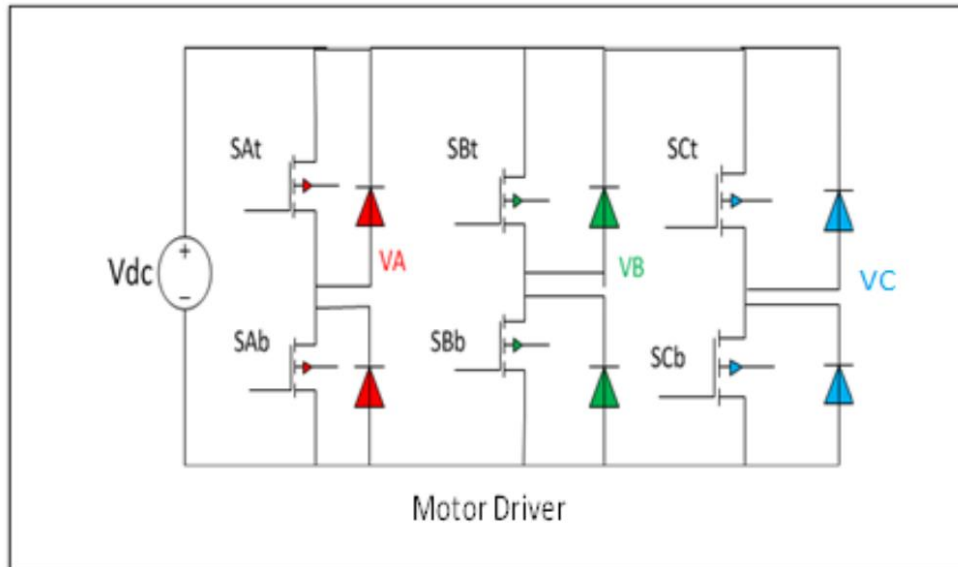 SAt
SBt
SCt
+
Vdc
−
VA
VB
VC
SAb
SBb
SCb
Motor Driver